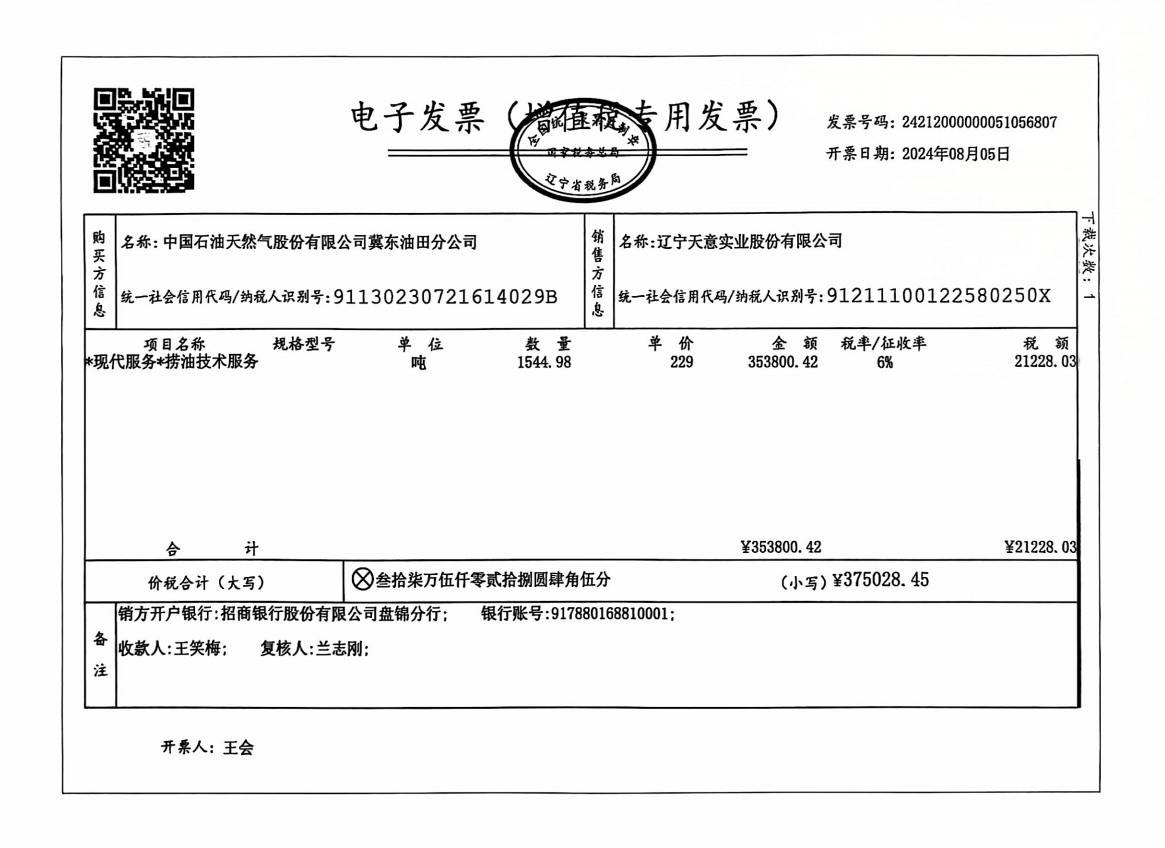 电子发票（增值税专用发票）
国家税务总局
辽宁省税务局
发票号码: 24212000000051056807
开票日期: 2024年08月05日
下载次数: 1
购买方信息
名称: 中国石油天然气股份有限公司冀东油田分公司
统一社会信用代码/纳税人识别号: 91130230721614029B
销售方信息
名称: 辽宁天意实业股份有限公司
统一社会信用代码/纳税人识别号: 91211100122580250X
项目名称 规格型号 单 位 数 量 单 价 金 额 税率/征收率 税 额
*现代服务*捞油技术服务 吨 1544.98 229 353800.42 6% 21228.03
合 计 ¥353800.42 ¥21228.03
价税合计（大写） ⊗叁拾柒万伍仟零贰拾捌圆肆角伍分 （小写）¥375028.45
备注
销方开户银行:招商银行股份有限公司盘锦分行; 银行账号:917880168810001;
收款人:王笑梅; 复核人:兰志刚;
开票人: 王会